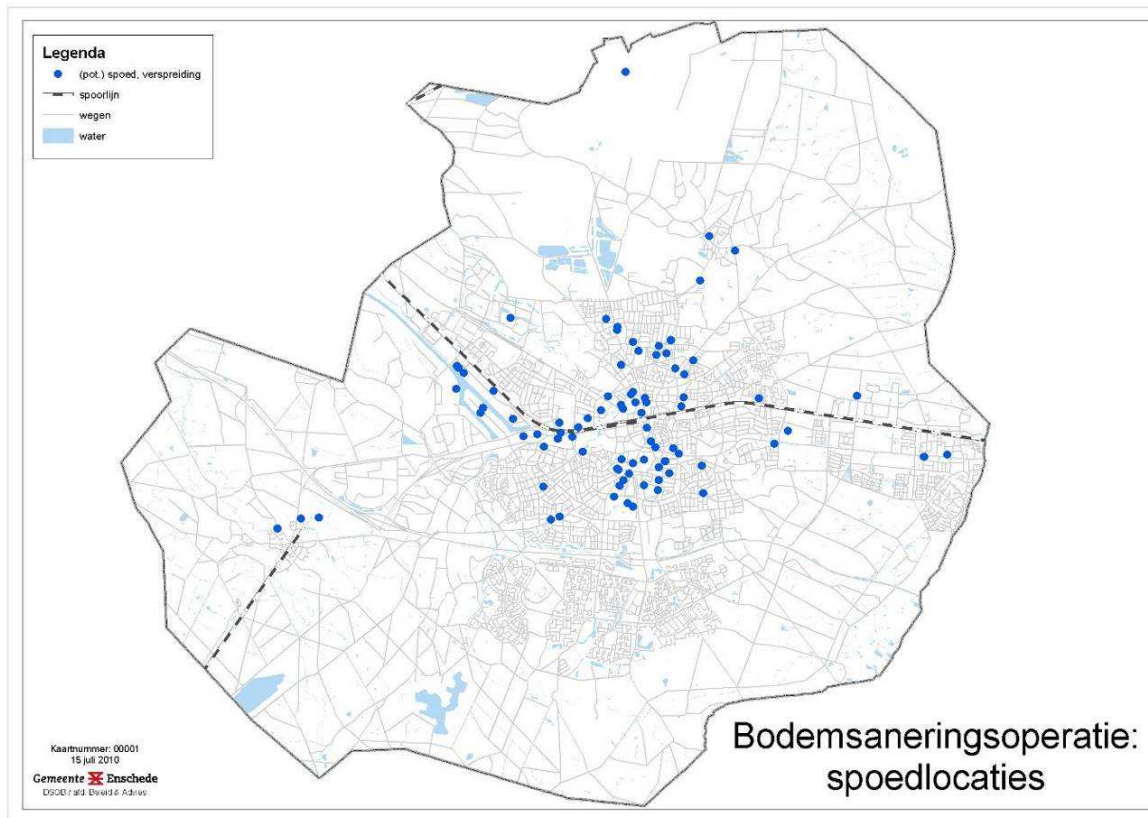 Legenda
(pot.) spoed, verspreiding
spoorlijn
wegen
water
Kaartnummer: 00001
15 juli 2010
Gemeente Enschede
DSOB / afd. Beleid & Advies
Bodemsaneringsoperatie:
spoedlocaties